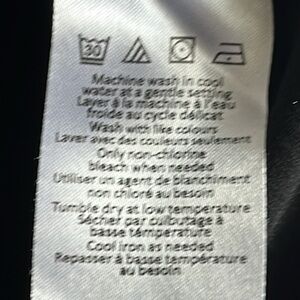 30
Machine wash in cool
water at a gentle setting
Layer à la machine à l'eau
froide au cycle délicat
Wash with like colours
Laver avec des couleurs seulement
Only non-chlorine
bleach when needed
Utiliser un agent de blanchiment
non chloré au besoin
Tumble dry at low temperature
Sécher par culbutage à
basse température
Cool iron as needed
Repasser à basse température
au besoin